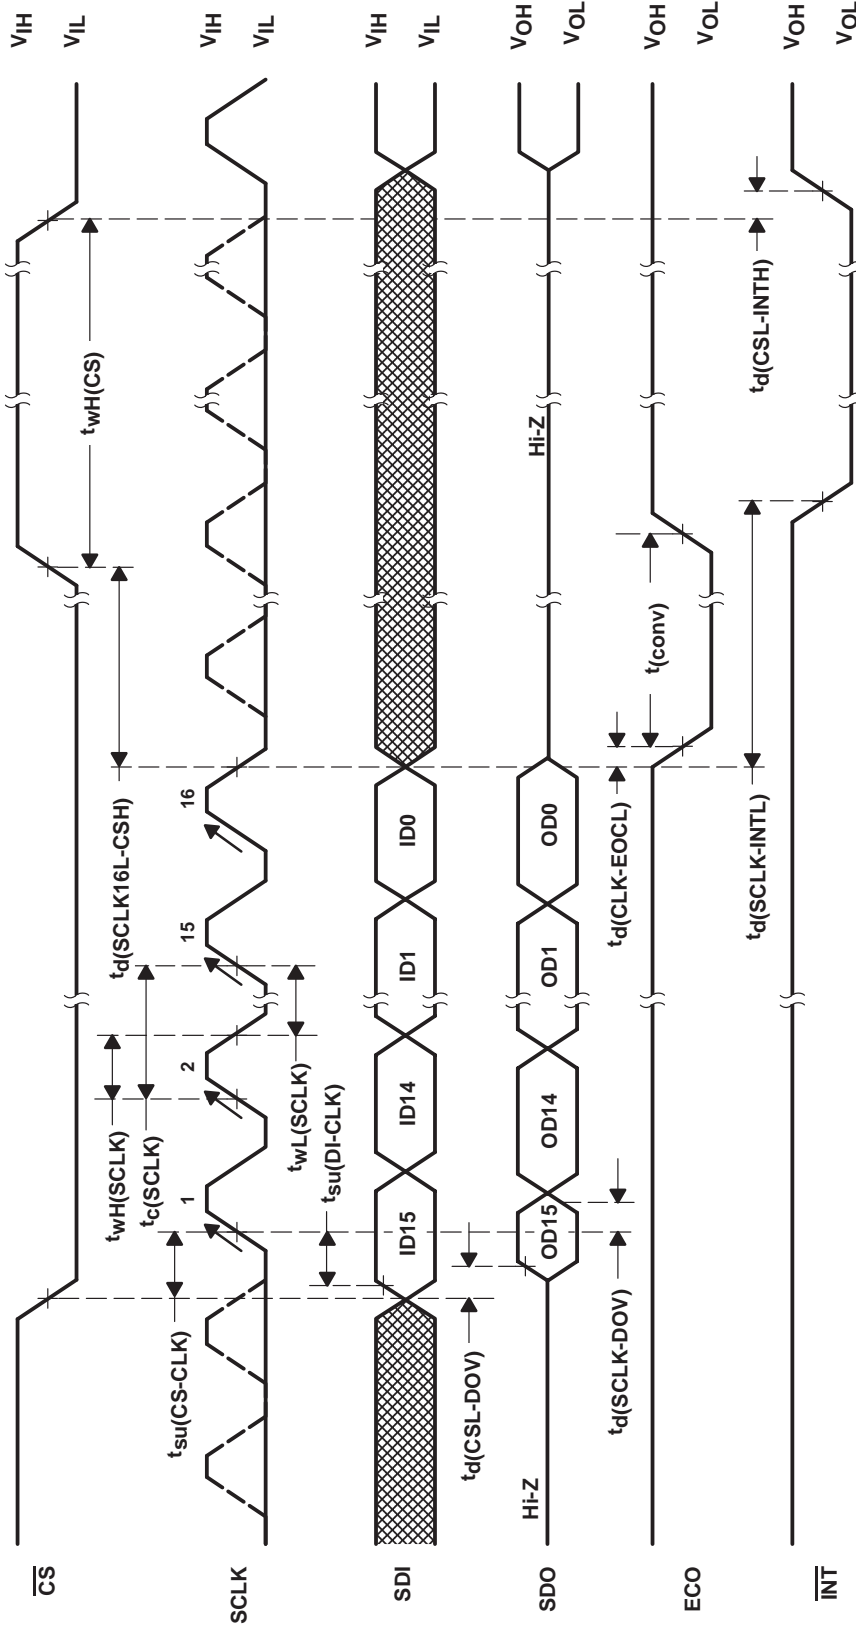 CS
VIH
VIL
twH(CS)
td(SCLK16L-CSH)
twH(SCLK)
tc(SCLK)
tsu(CS-CLK)
SCLK
1
2
15
16
VIH
VIL
twL(SCLK)
tsu(DI-CLK)
SDI
ID15
ID14
ID1
ID0
VIH
VIL
td(CSL-DOV)
SDO
Hi-Z
OD15
OD14
OD1
OD0
Hi-Z
VOH
VOL
td(SCLK-DOV)
td(CLK-EOCL)
t(conv)
ECO
VOH
VOL
td(SCLK-INTL)
td(CSL-INTH)
INT
VOH
VOL